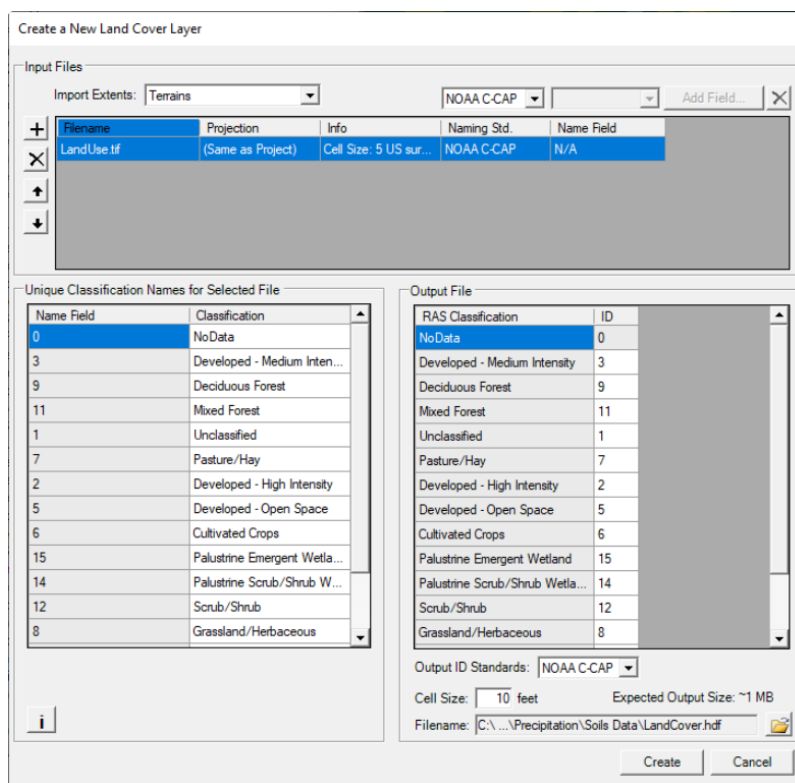 Create a New Land Cover Layer
Input Files
Import Extents: Terrains NOAA C-CAP Add Field...
Filename Projection Info Naming Std. Name Field
LandUse.tif (Same as Project) Cell Size: 5 US sur... NOAA C-CAP N/A
Unique Classification Names for Selected File
Name Field Classification
0 NoData
3 Developed - Medium Inten...
9 Deciduous Forest
11 Mixed Forest
1 Unclassified
7 Pasture/Hay
2 Developed - High Intensity
5 Developed - Open Space
6 Cultivated Crops
15 Palustrine Emergent Wetla...
14 Palustrine Scrub/Shrub W...
12 Scrub/Shrub
8 Grassland/Herbaceous
i
Output File
RAS Classification ID
NoData 0
Developed - Medium Intensity 3
Deciduous Forest 9
Mixed Forest 11
Unclassified 1
Pasture/Hay 7
Developed - High Intensity 2
Developed - Open Space 5
Cultivated Crops 6
Palustrine Emergent Wetland 15
Palustrine Scrub/Shrub Wetla... 14
Scrub/Shrub 12
Grassland/Herbaceous 8
Output ID Standards: NOAA C-CAP
Cell Size: 10 feet Expected Output Size: ~1 MB
Filename: C:\ ...\Precipitation\Soils Data\LandCover.hdf
Create Cancel